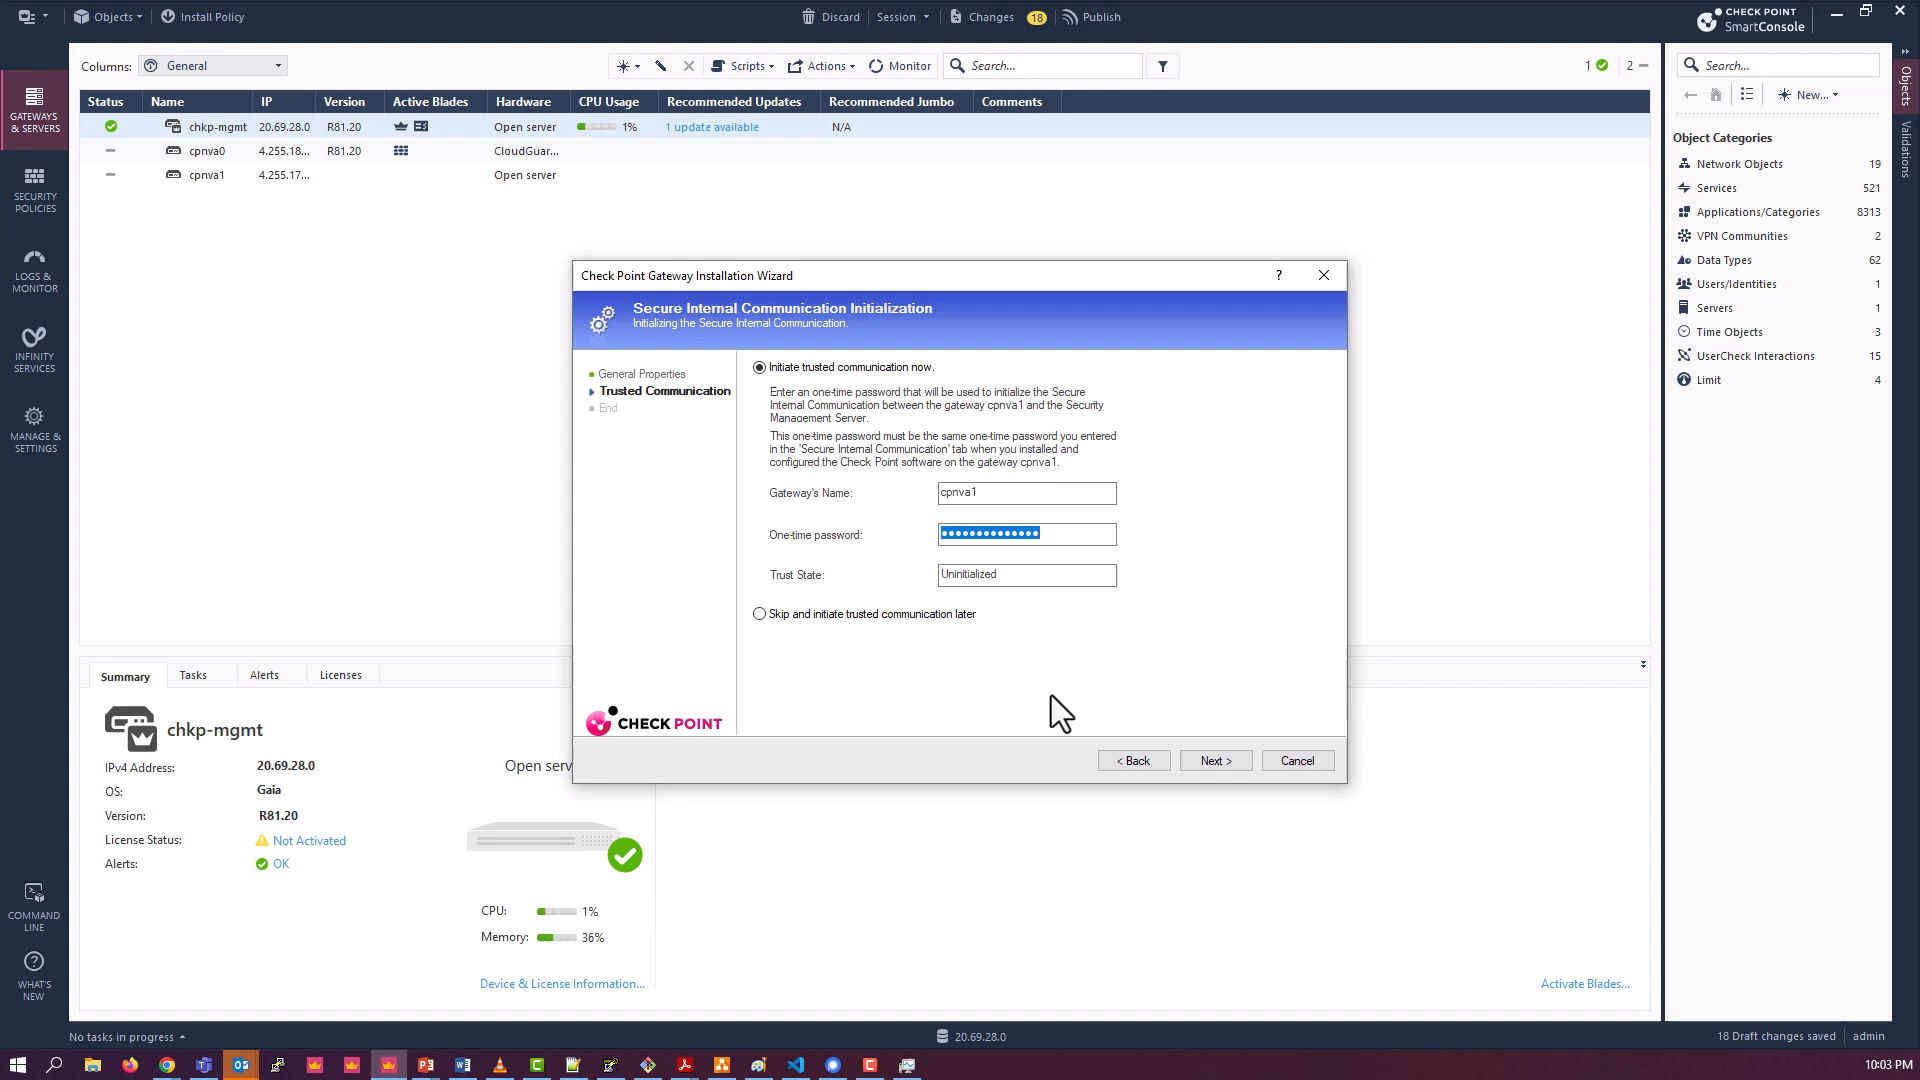 Objects
Install Policy
Discard
Session
Changes
18
Publish
CHECK POINT
SmartConsole
GATEWAYS
& SERVERS
SECURITY
POLICIES
LOGS &
MONITOR
INFINITY
SERVICES
MANAGE &
SETTINGS
COMMAND
LINE
WHAT'S
NEW
Columns:
General
Scripts
Actions
Monitor
Search...
1
2
Status Name IP Version Active Blades Hardware CPU Usage Recommended Updates Recommended Jumbo Comments
chkp-mgmt 20.69.28.0 R81.20 Open server 1% 1 update available N/A
cpnva0 4.255.18... R81.20 CloudGuar...
cpnva1 4.255.17... Open server
Check Point Gateway Installation Wizard
?
Secure Internal Communication Initialization
Initializing the Secure Internal Communication.
General Properties
Trusted Communication
End
Initiate trusted communication now.
Enter an one-time password that will be used to initialize the Secure
Internal Communication between the gateway cpnva1 and the Security
Management Server.
This one-time password must be the same one-time password you entered
in the 'Secure Internal Communication' tab when you installed and
configured the Check Point software on the gateway cpnva1.
Gateway's Name: cpnva1
One-time password: ••••••••••••••
Trust State: Uninitialized
Skip and initiate trusted communication later
CHECK POINT
< Back
Next >
Cancel
Summary
Tasks
Alerts
Licenses
chkp-mgmt
IPv4 Address: 20.69.28.0
OS: Gaia
Version: R81.20
License Status: Not Activated
Alerts: OK
Open serv
CPU: 1%
Memory: 36%
Device & License Information...
Activate Blades...
Search...
New...
Object Categories
Network Objects 19
Services 521
Applications/Categories 8313
VPN Communities 2
Data Types 62
Users/Identities 1
Servers 1
Time Objects 3
UserCheck Interactions 15
Limit 4
Objects
Validations
No tasks in progress
20.69.28.0
18 Draft changes saved
admin
10:03 PM